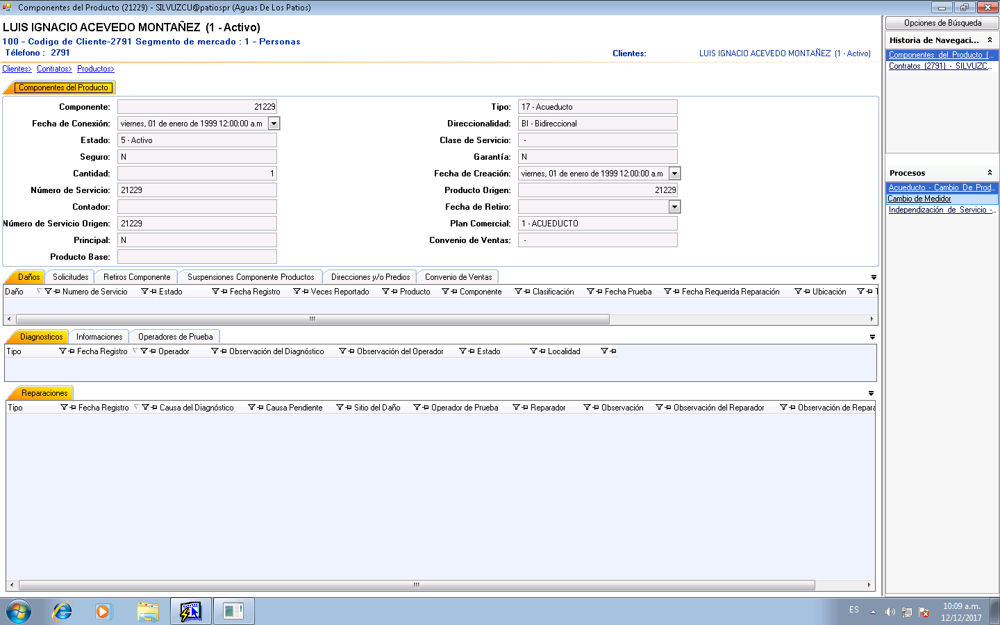 Componentes del Producto (21229) - SILVUZCU@patiospr (Aguas De Los Patios)
LUIS IGNACIO ACEVEDO MONTAÑEZ (1 - Activo)
100 - Codigo de Cliente-2791 Segmento de mercado : 1 - Personas
Télefono : 2791
Clientes: LUIS IGNACIO ACEVEDO MONTAÑEZ (1 - Activo)
Clientes> Contratos> Productos>
Componentes del Producto
Componente: 21229 Tipo: 17 - Acueducto
Fecha de Conexión: viernes, 01 de enero de 1999 12:00:00 a.m Direccionalidad: BI - Bidireccional
Estado: 5 - Activo Clase de Servicio: -
Seguro: N Garantía: N
Cantidad: 1 Fecha de Creación: viernes, 01 de enero de 1999 12:00:00 a.m
Número de Servicio: 21229 Producto Origen: 21229
Contador: Fecha de Retiro:
Número de Servicio Origen: 21229 Plan Comercial: 1 - ACUEDUCTO
Principal: N Convenio de Ventas: -
Producto Base:
Daños Solicitudes Retiros Componente Suspensiones Componente Productos Direcciones y/o Predios Convenio de Ventas
Daño Numero de Servicio Estado Fecha Registro Veces Reportado Producto Componente Clasificación Fecha Prueba Fecha Requerida Reparación Ubicación
Diagnosticos Informaciones Operadores de Prueba
Tipo Fecha Registro Operador Observación del Diagnóstico Observación del Operador Estado Localidad
Reparaciones
Tipo Fecha Registro Causa del Diagnóstico Causa Pendiente Sitio del Daño Operador de Prueba Reparador Observación Observación del Reparador Observación de Repara
Opciones de Búsqueda
Historia de Navegaci...
Componentes del Producto (...
Contratos (2791) - SILVUZC...
Procesos
Acueducto - Cambio De Prod...
Cambio de Medidor
Independización de Servicio -...
ES
10:09 a.m.
12/12/2017